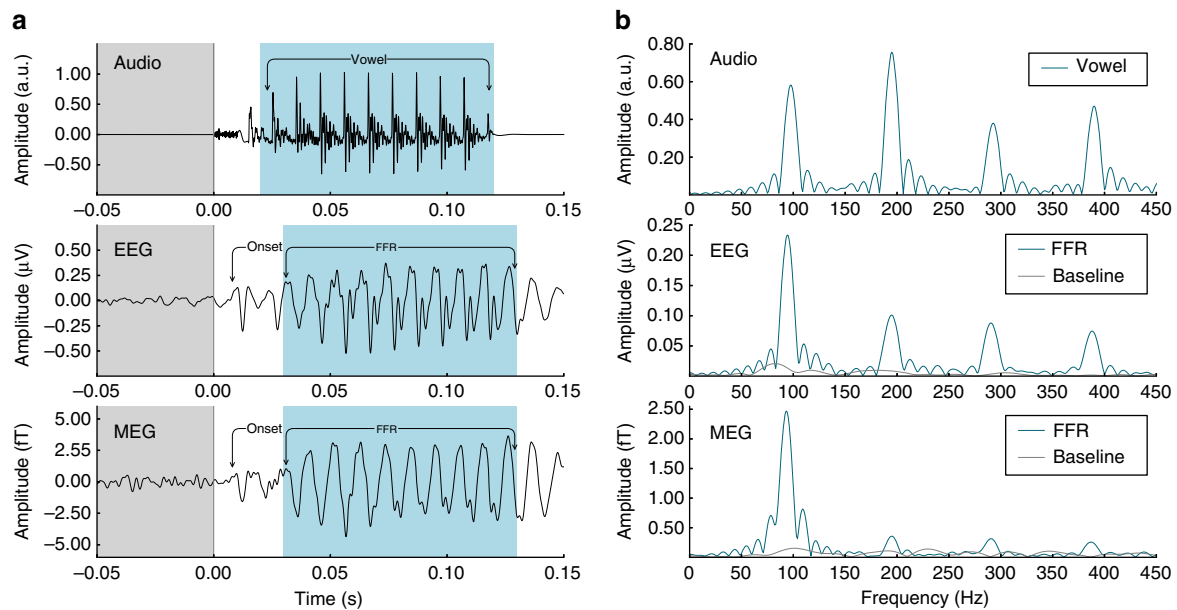 a
Audio
Vowel
Amplitude (a.u.)
1.00
0.50
0.00
−0.50
−0.05 0.00 0.05 0.10 0.15
EEG
Onset
FFR
Amplitude (µV)
0.50
0.25
0.00
−0.25
−0.50
−0.05 0.00 0.05 0.10 0.15
MEG
Onset
FFR
Amplitude (fT)
5.00
2.55
0.00
−2.50
−5.00
−0.05 0.00 0.05 0.10 0.15
Time (s)
b
Audio
Vowel
Amplitude (a.u.)
0.80
0.60
0.40
0.20
0 50 100 150 200 250 300 350 400 450
EEG
FFR
Baseline
Amplitude (µV)
0.25
0.20
0.15
0.10
0.05
0 50 100 150 200 250 300 350 400 450
MEG
FFR
Baseline
Amplitude (fT)
2.50
2.00
1.50
1.00
0.50
0 50 100 150 200 250 300 350 400 450
Frequency (Hz)